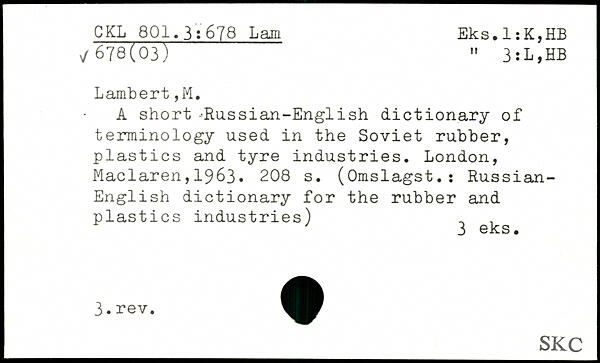 CKL 801.3:678 Lam
Eks.1:K,HB
√ 678(03)
" 3:L,HB
Lambert,M.
A short Russian-English dictionary of
terminology used in the Soviet rubber,
plastics and tyre industries. London,
Maclaren,1963. 208 s. (Omslagst.: Russian-
English dictionary for the rubber and
plastics industries)
3 eks.
3.rev.
SKC